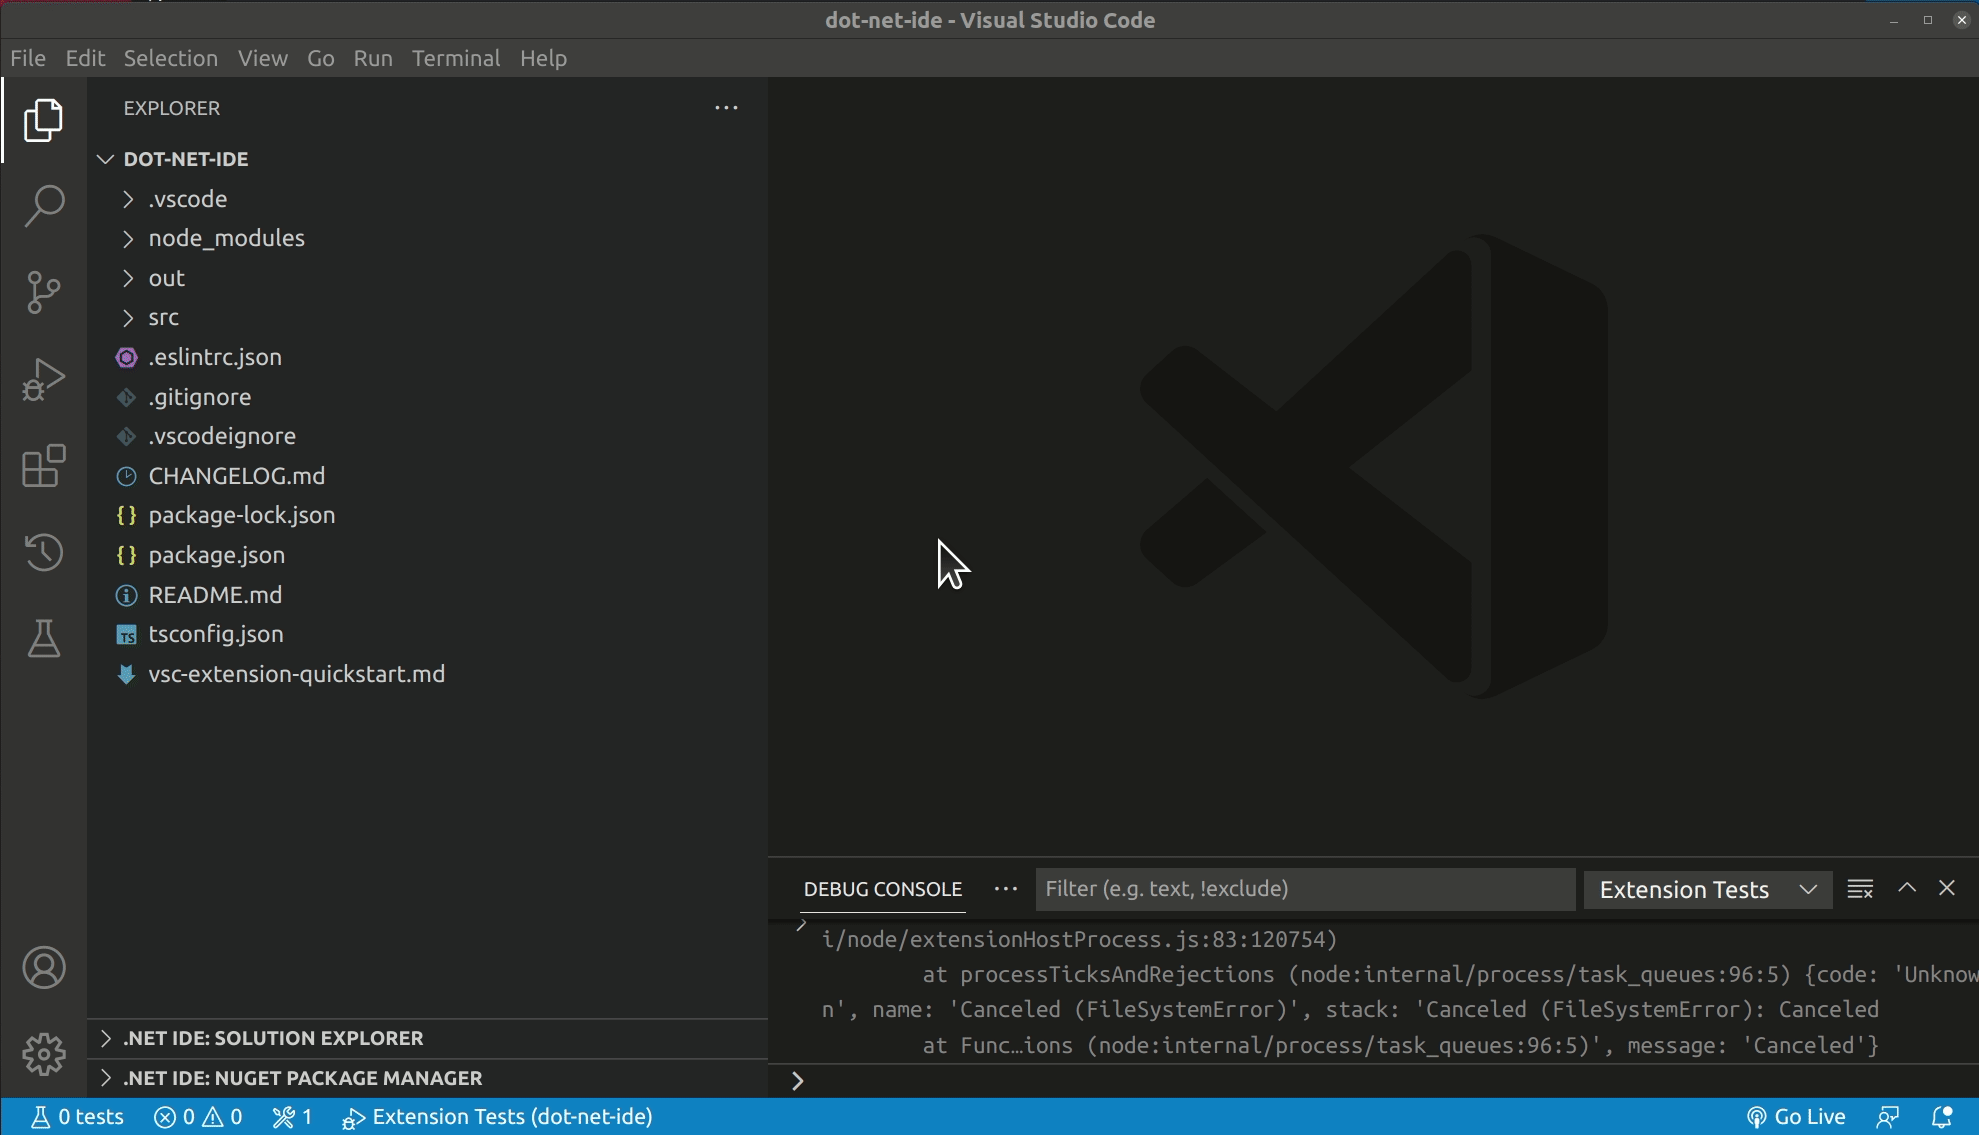 dot-net-ide - Visual Studio Code
File Edit Selection View Go Run Terminal Help
EXPLORER
DOT-NET-IDE
.vscode
node_modules
out
src
.eslintrc.json
.gitignore
.vscodeignore
CHANGELOG.md
package-lock.json
package.json
README.md
tsconfig.json
vsc-extension-quickstart.md
.NET IDE: SOLUTION EXPLORER
.NET IDE: NUGET PACKAGE MANAGER
DEBUG CONSOLE
Filter (e.g. text, !exclude)
Extension Tests
i/node/extensionHostProcess.js:83:120754)
at processTicksAndRejections (node:internal/process/task_queues:96:5) {code: 'Unknow
n', name: 'Canceled (FileSystemError)', stack: 'Canceled (FileSystemError): Canceled
at Func…ions (node:internal/process/task_queues:96:5)', message: 'Canceled'}
0 tests 0 0 1 Extension Tests (dot-net-ide) Go Live